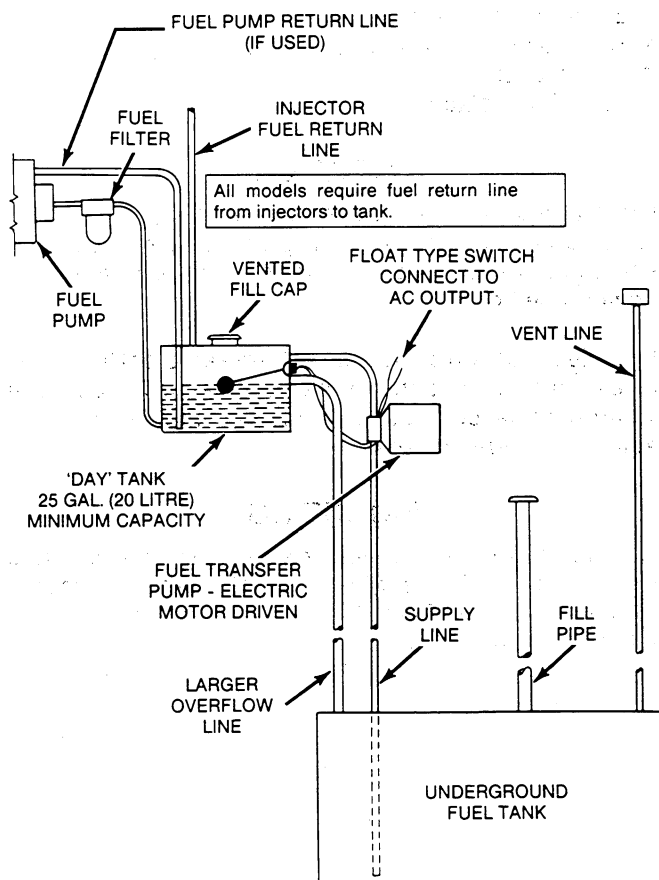 FUEL PUMP RETURN LINE
(IF USED)
FUEL
FILTER
INJECTOR
FUEL RETURN
LINE
All models require fuel return line
from injectors to tank.
FUEL
PUMP
VENTED
FILL CAP
FLOAT TYPE SWITCH
CONNECT TO
AC OUTPUT
VENT LINE
'DAY' TANK
25 GAL. (20 LITRE)
MINIMUM CAPACITY
FUEL TRANSFER
PUMP - ELECTRIC
MOTOR DRIVEN
SUPPLY
LINE
FILL
PIPE
LARGER
OVERFLOW
LINE
UNDERGROUND
FUEL TANK